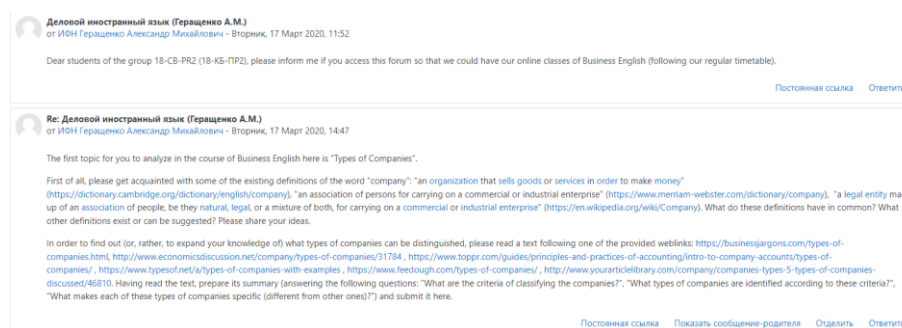 Деловой иностранный язык (Геращенко А.М.)
от ИФН Геращенко Александр Михайлович - Вторник, 17 Март 2020, 11:52
Dear students of the group 18-CB-PR2 (18-КБ-ПР2), please inform me if you access this forum so that we could have our online classes of Business English (following our regular timetable).
Постоянная ссылка Ответить
Re: Деловой иностранный язык (Геращенко А.М.)
от ИФН Геращенко Александр Михайлович - Вторник, 17 Март 2020, 14:47
The first topic for you to analyze in the course of Business English here is "Types of Companies".
First of all, please get acquainted with some of the existing definitions of the word "company": "an organization that sells goods or services in order to make money"
(https://dictionary.cambridge.org/dictionary/english/company), "an association of persons for carrying on a commercial or industrial enterprise" (https://www.merriam-webster.com/dictionary/company), "a legal entity ma
up of an association of people, be they natural, legal, or a mixture of both, for carrying on a commercial or industrial enterprise" (https://en.wikipedia.org/wiki/Company). What do these definitions have in common? What
other definitions exist or can be suggested? Please share your ideas.
In order to find out (or, rather, to expand your knowledge of) what types of companies can be distinguished, please read a text following one of the provided weblinks: https://businessjargons.com/types-of-
companies.html, http://www.economicsdiscussion.net/company/types-of-companies/31784 , https://www.toppr.com/guides/principles-and-practices-of-accounting/intro-to-company-accounts/types-of-
companies/ , https://www.typesof.net/a/types-of-companies-with-examples , https://www.feedough.com/types-of-companies/ , http://www.yourarticlelibrary.com/company/companies-types-5-types-of-companies-
discussed/46810. Having read the text, prepare its summary (answering the following questions: "What are the criteria of classifying the companies?", "What types of companies are identified according to these criteria?",
"What makes each of these types of companies specific (different from other ones)?") and submit it here.
Постоянная ссылка Показать сообщение-родителя Отделить Ответить